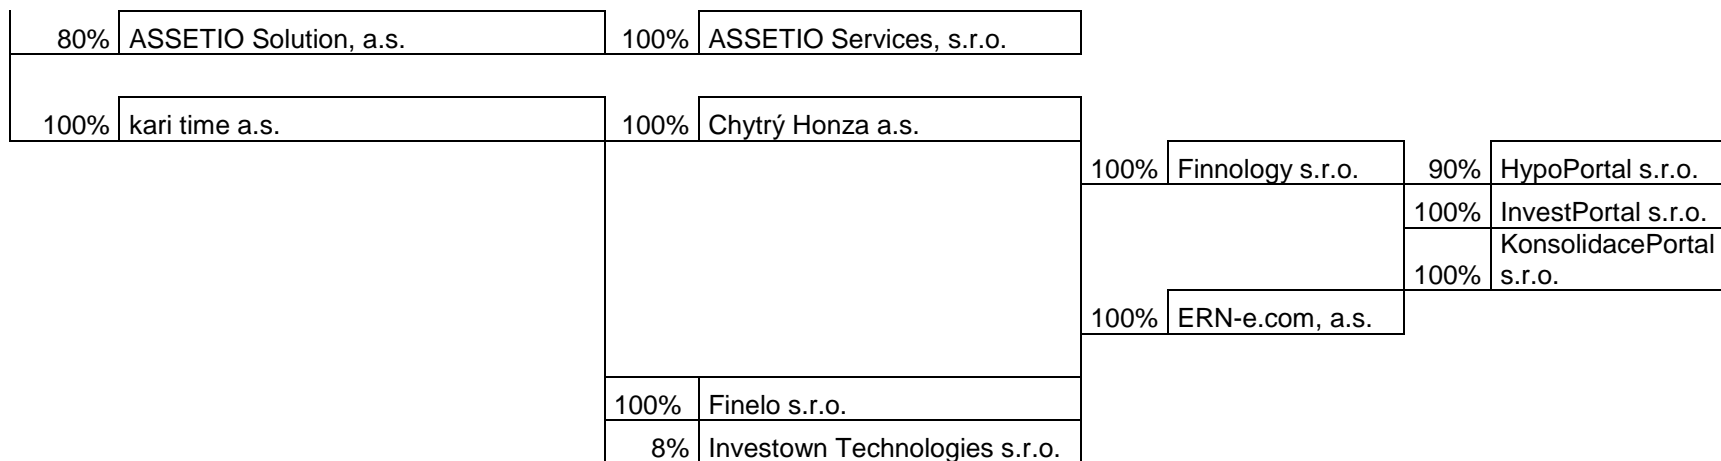 80% ASSETIO Solution, a.s. 100% ASSETIO Services, s.r.o.
100% kari time a.s. 100% Chytrý Honza a.s.
100% Finnology s.r.o. 90% HypoPortal s.r.o.
100% InvestPortal s.r.o.
KonsolidacePortal
100% s.r.o.
100% ERN-e.com, a.s.
100% Finelo s.r.o.
8% Investown Technologies s.r.o.